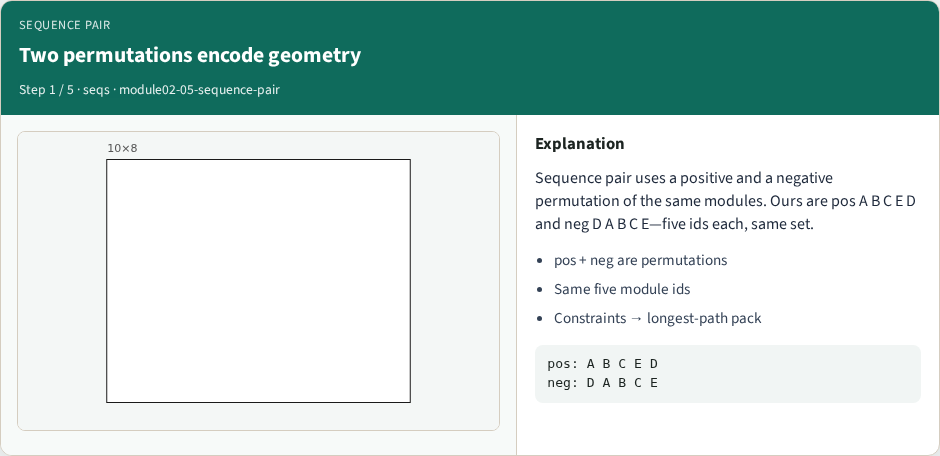 SEQUENCE PAIR
Two permutations encode geometry
Step 1 / 5 · seqs · module02-05-sequence-pair
10×8
Explanation
Sequence pair uses a positive and a negative
permutation of the same modules. Ours are pos A B C E D
and neg D A B C E—five ids each, same set.
• pos + neg are permutations
• Same five module ids
• Constraints → longest-path pack
pos: A B C E D
neg: D A B C E